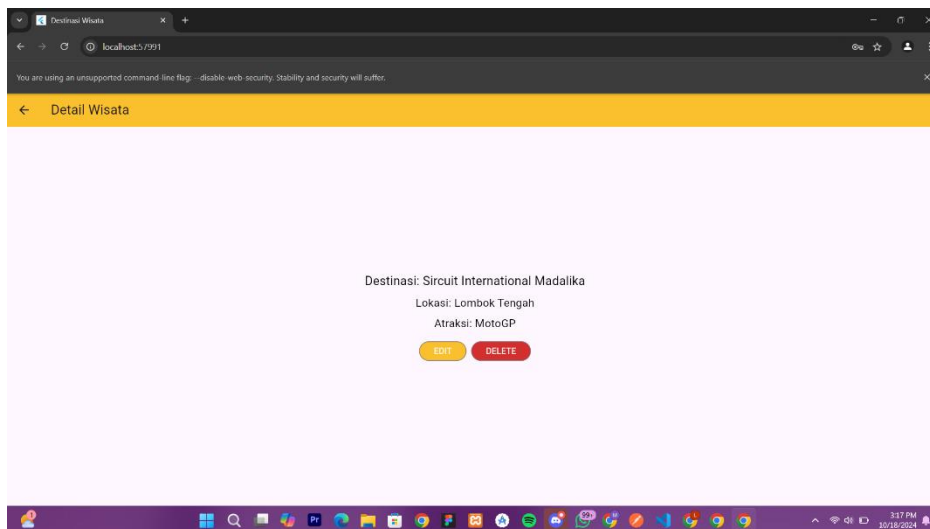 Destinasi Wisata
localhost:57991
You are using an unsupported command-line flag: --disable-web-security. Stability and security will suffer.
Detail Wisata
Destinasi: Sircuit International Madalika
Lokasi: Lombok Tengah
Atraksi: MotoGP
EDIT DELETE
Pr 99+
3:17 PM
10/18/2024